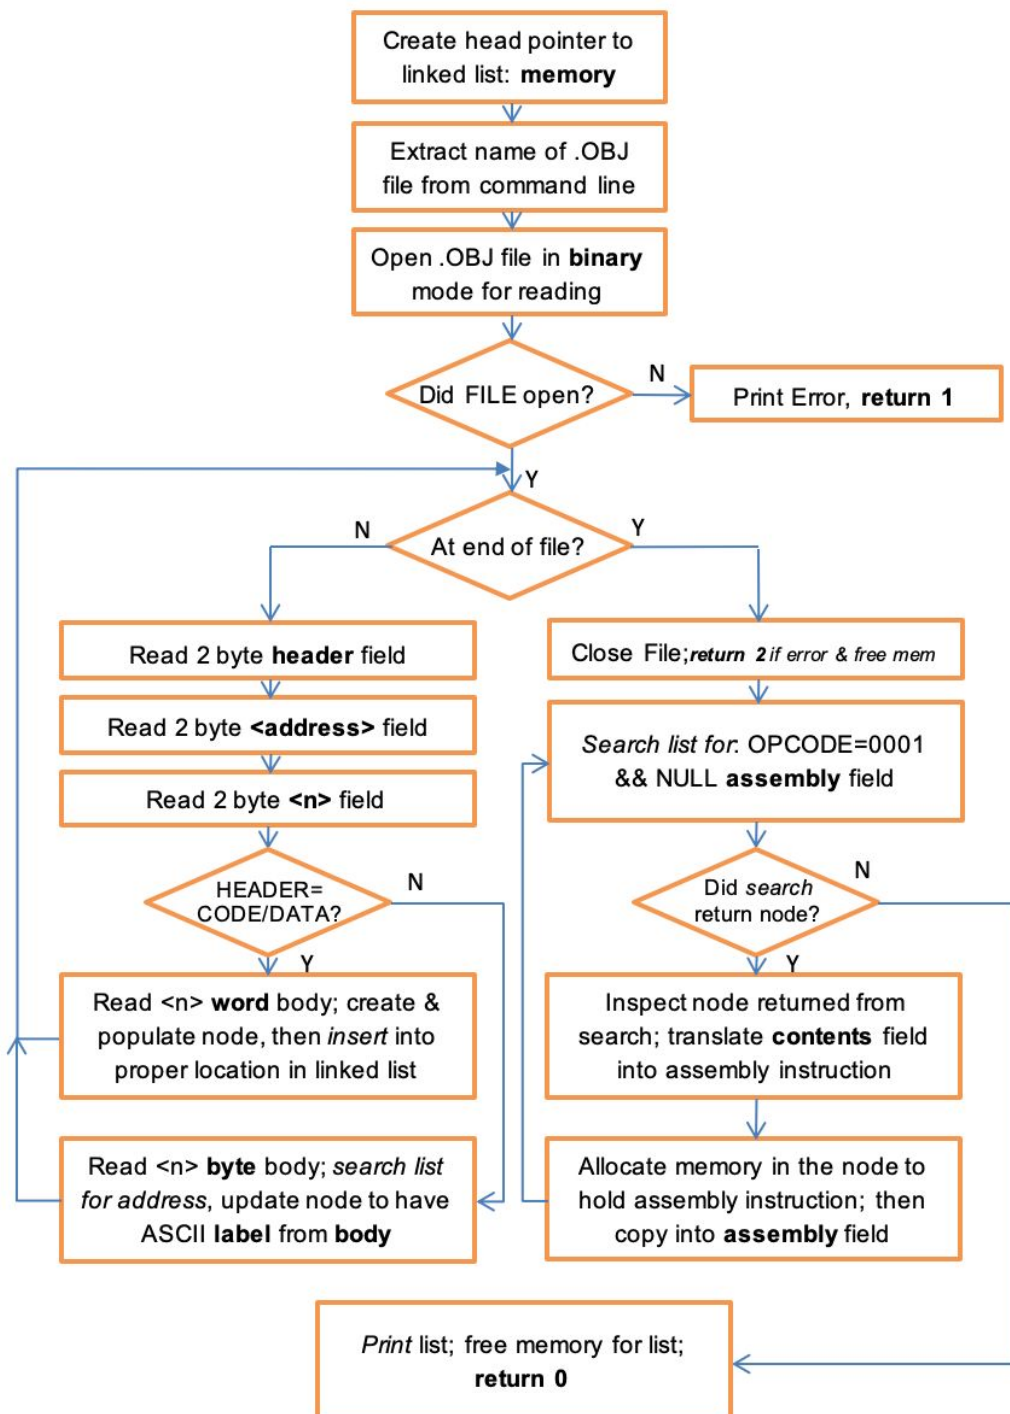 Create head pointer to
linked list: memory
Extract name of .OBJ
file from command line
Open .OBJ file in binary
mode for reading
Did FILE open?
N
Print Error, return 1
Y
At end of file?
N
Y
Read 2 byte header field
Read 2 byte <address> field
Read 2 byte <n> field
HEADER=
CODE/DATA?
N
Y
Read <n> word body; create &
populate node, then insert into
proper location in linked list
Read <n> byte body; search list
for address, update node to have
ASCII label from body
Close File;return 2 if error & free mem
Search list for: OPCODE=0001
&& NULL assembly field
Did search
return node?
N
Y
Inspect node returned from
search; translate contents field
into assembly instruction
Allocate memory in the node to
hold assembly instruction; then
copy into assembly field
Print list; free memory for list;
return 0